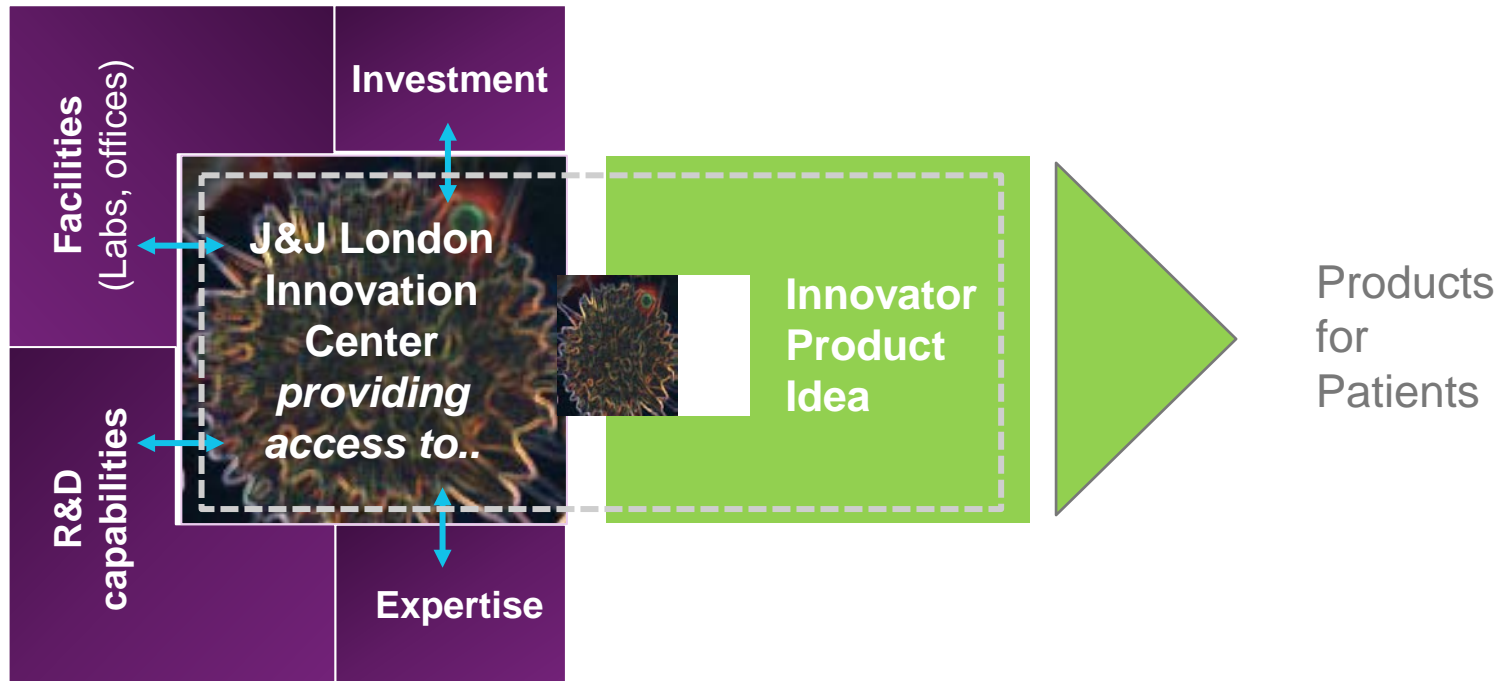 Facilities
(Labs, offices)
Investment
J&J London
Innovation
Center
providing
access to..
R&D
capabilities
Expertise
Innovator
Product
Idea
Products
for
Patients